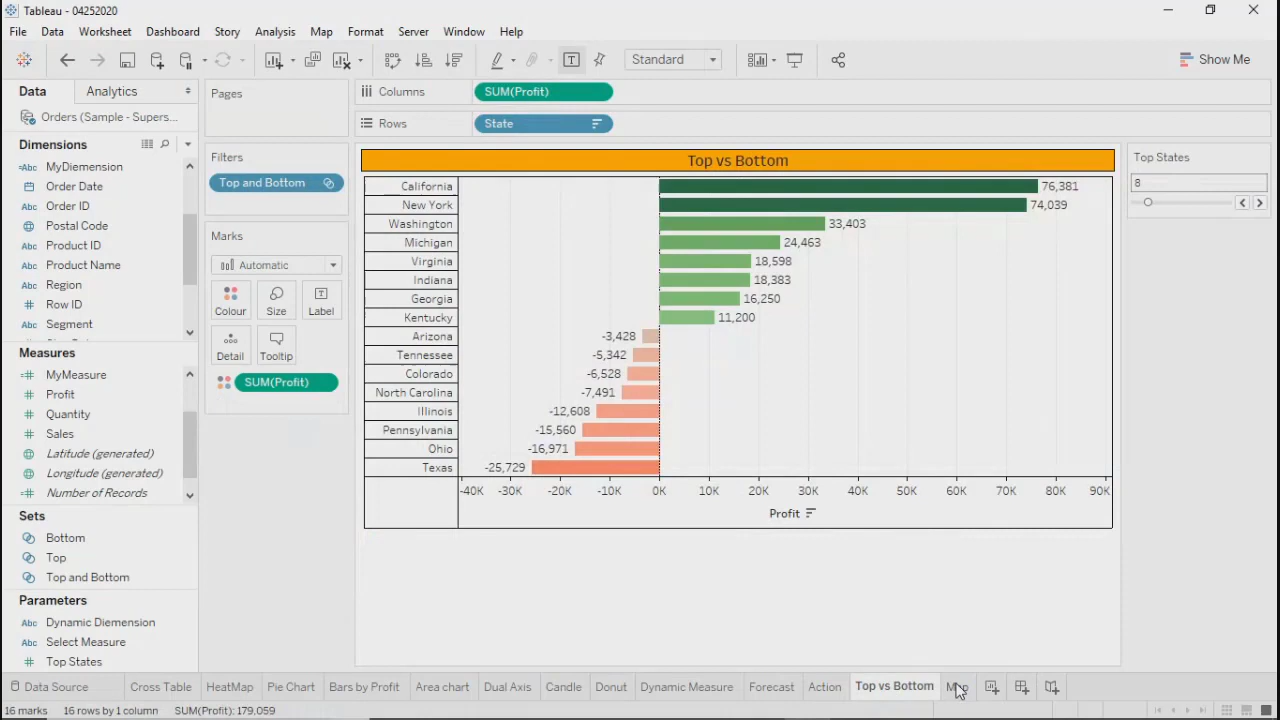 Tableau - 04252020
File Data Worksheet Dashboard Story Analysis Map Format Server Window Help
Standard
Show Me
Data Analytics
Orders (Sample - Supers...
Dimensions
MyDiemension
Order Date
Order ID
Postal Code
Product ID
Product Name
Region
Row ID
Segment
Measures
MyMeasure
Profit
Quantity
Sales
Latitude (generated)
Longitude (generated)
Number of Records
Sets
Bottom
Top
Top and Bottom
Parameters
Dynamic Diemension
Select Measure
Top States
Pages
Filters
Top and Bottom
Marks
Automatic
Colour Size Label
Detail Tooltip
SUM(Profit)
Columns SUM(Profit)
Rows State
Top vs Bottom
California 76,381
New York 74,039
Washington 33,403
Michigan 24,463
Virginia 18,598
Indiana 18,383
Georgia 16,250
Kentucky 11,200
Arizona -3,428
Tennessee -5,342
Colorado -6,528
North Carolina -7,491
Illinois -12,608
Pennsylvania -15,560
Ohio -16,971
Texas -25,729
-40K -30K -20K -10K 0K 10K 20K 30K 40K 50K 60K 70K 80K 90K
Profit
Top States
8
Data Source Cross Table HeatMap Pie Chart Bars by Profit Area chart Dual Axis Candle Donut Dynamic Measure Forecast Action Top vs Bottom Map
16 marks 16 rows by 1 column SUM(Profit): 179,059